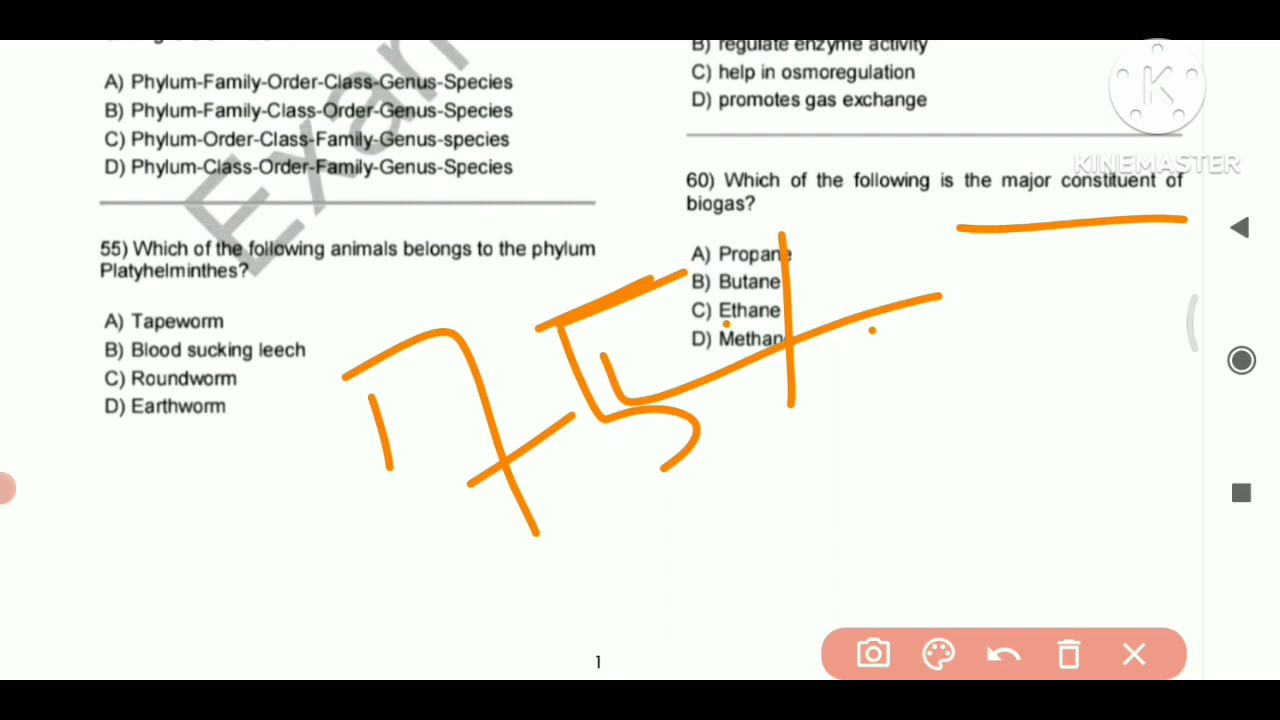 A) Phylum-Family-Order-Class-Genus-Species
B) Phylum-Family-Class-Order-Genus-Species
C) Phylum-Order-Class-Family-Genus-species
D) Phylum-Class-Order-Family-Genus-Species
55) Which of the following animals belongs to the phylum
Platyhelminthes?
A) Tapeworm
B) Blood sucking leech
C) Roundworm
D) Earthworm
B) regulate enzyme activity
C) help in osmoregulation
D) promotes gas exchange
60) Which of the following is the major constituent of
biogas?
A) Propane
B) Butane
C) Ethane
D) Methane
75
Exam
K
KINEMASTER
1